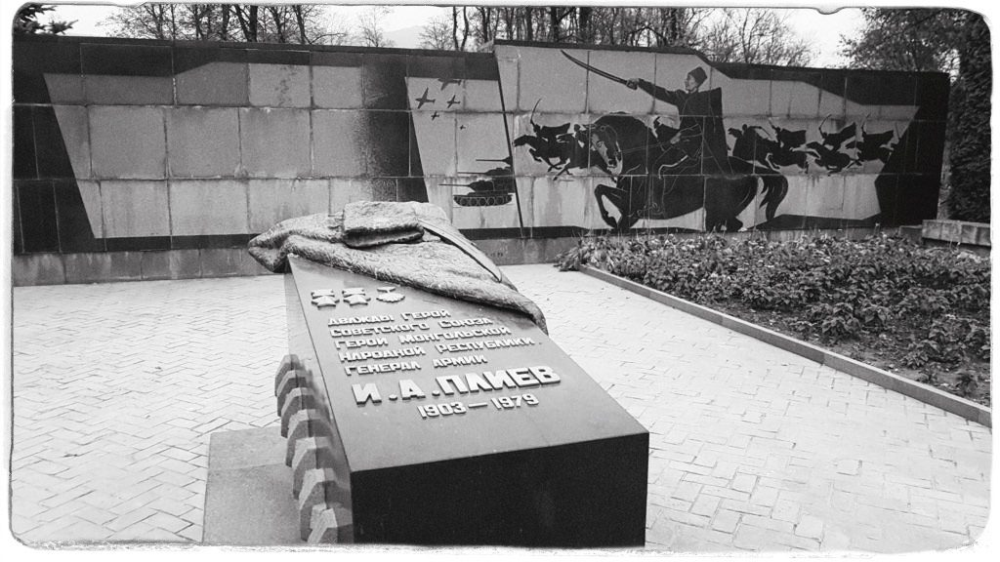 Дважды Герой
Советского Союза
Герой Монгольской
Народной Республики
Генерал армии
И.А.ПЛИЕВ
1903—1979